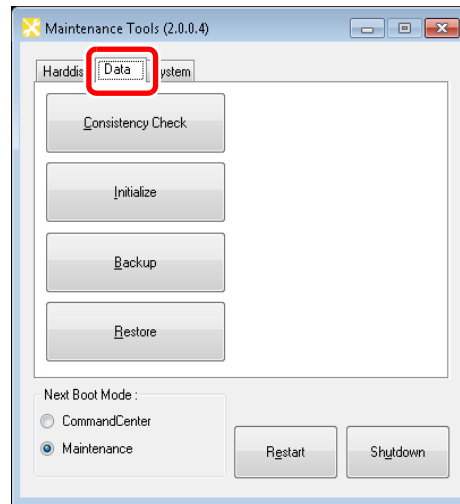 Maintenance Tools (2.0.0.4)
Harddis Data ystem
Consistency Check
Initialize
Backup
Restore
Next Boot Mode :
CommandCenter
Maintenance
Restart Shutdown